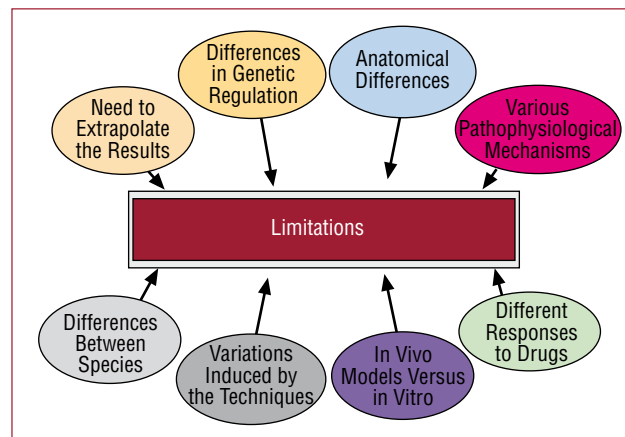 Differences
in Genetic
Regulation
Anatomical
Differences
Need to
Extrapolate
the Results
Various
Pathophysiological
Mechanisms
Limitations
Differences
Between
Species
Variations
Induced by
the Techniques
In Vivo
Models Versus
in Vitro
Different
Responses
to Drugs